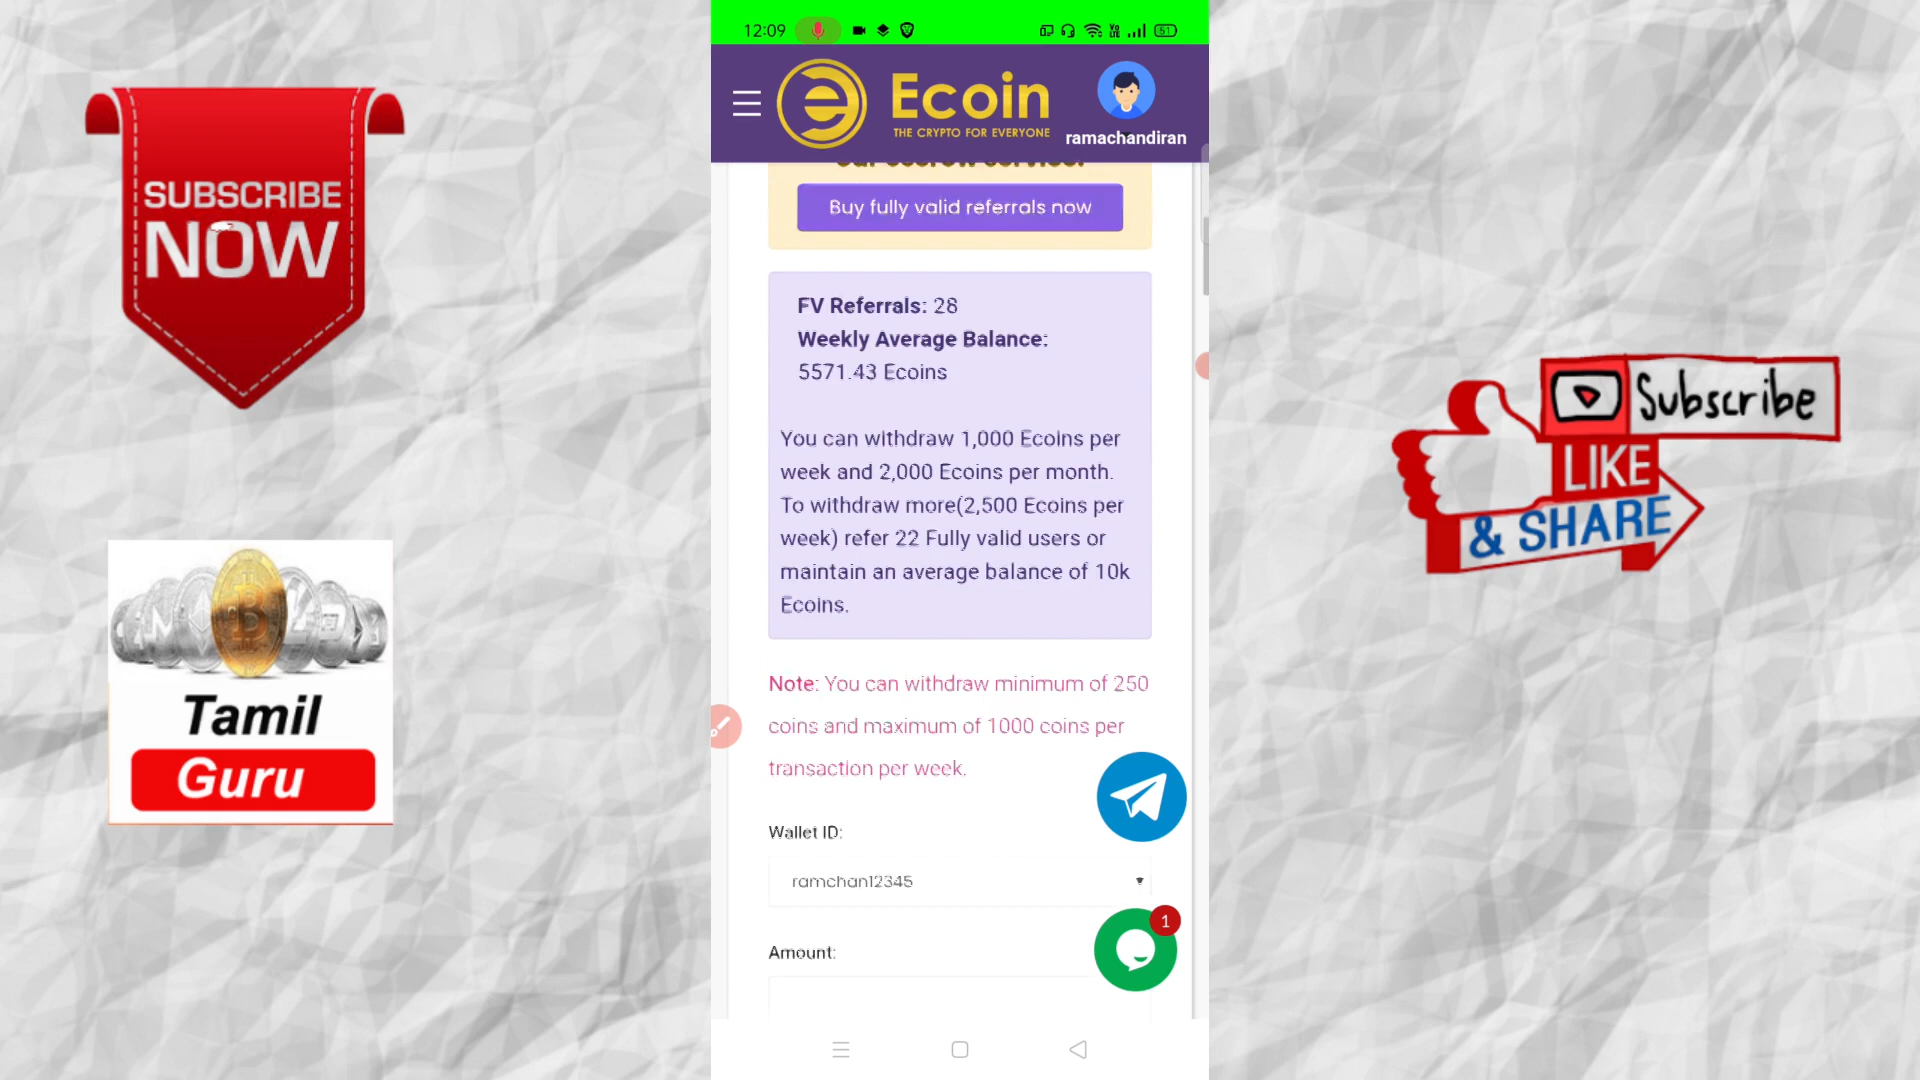 SUBSCRIBE
NOW
Tamil
Guru
12:09
51
Ecoin
THE CRYPTO FOR EVERYONE
ramachandiran
our escrow service.
Buy fully valid referrals now
FV Referrals: 28
Weekly Average Balance:
5571.43 Ecoins
You can withdraw 1,000 Ecoins per
week and 2,000 Ecoins per month.
To withdraw more(2,500 Ecoins per
week) refer 22 Fully valid users or
maintain an average balance of 10k
Ecoins.
Note: You can withdraw minimum of 250
coins and maximum of 1000 coins per
transaction per week.
Wallet ID:
ramchan12345
1
Amount:
Subscribe
LIKE
& SHARE